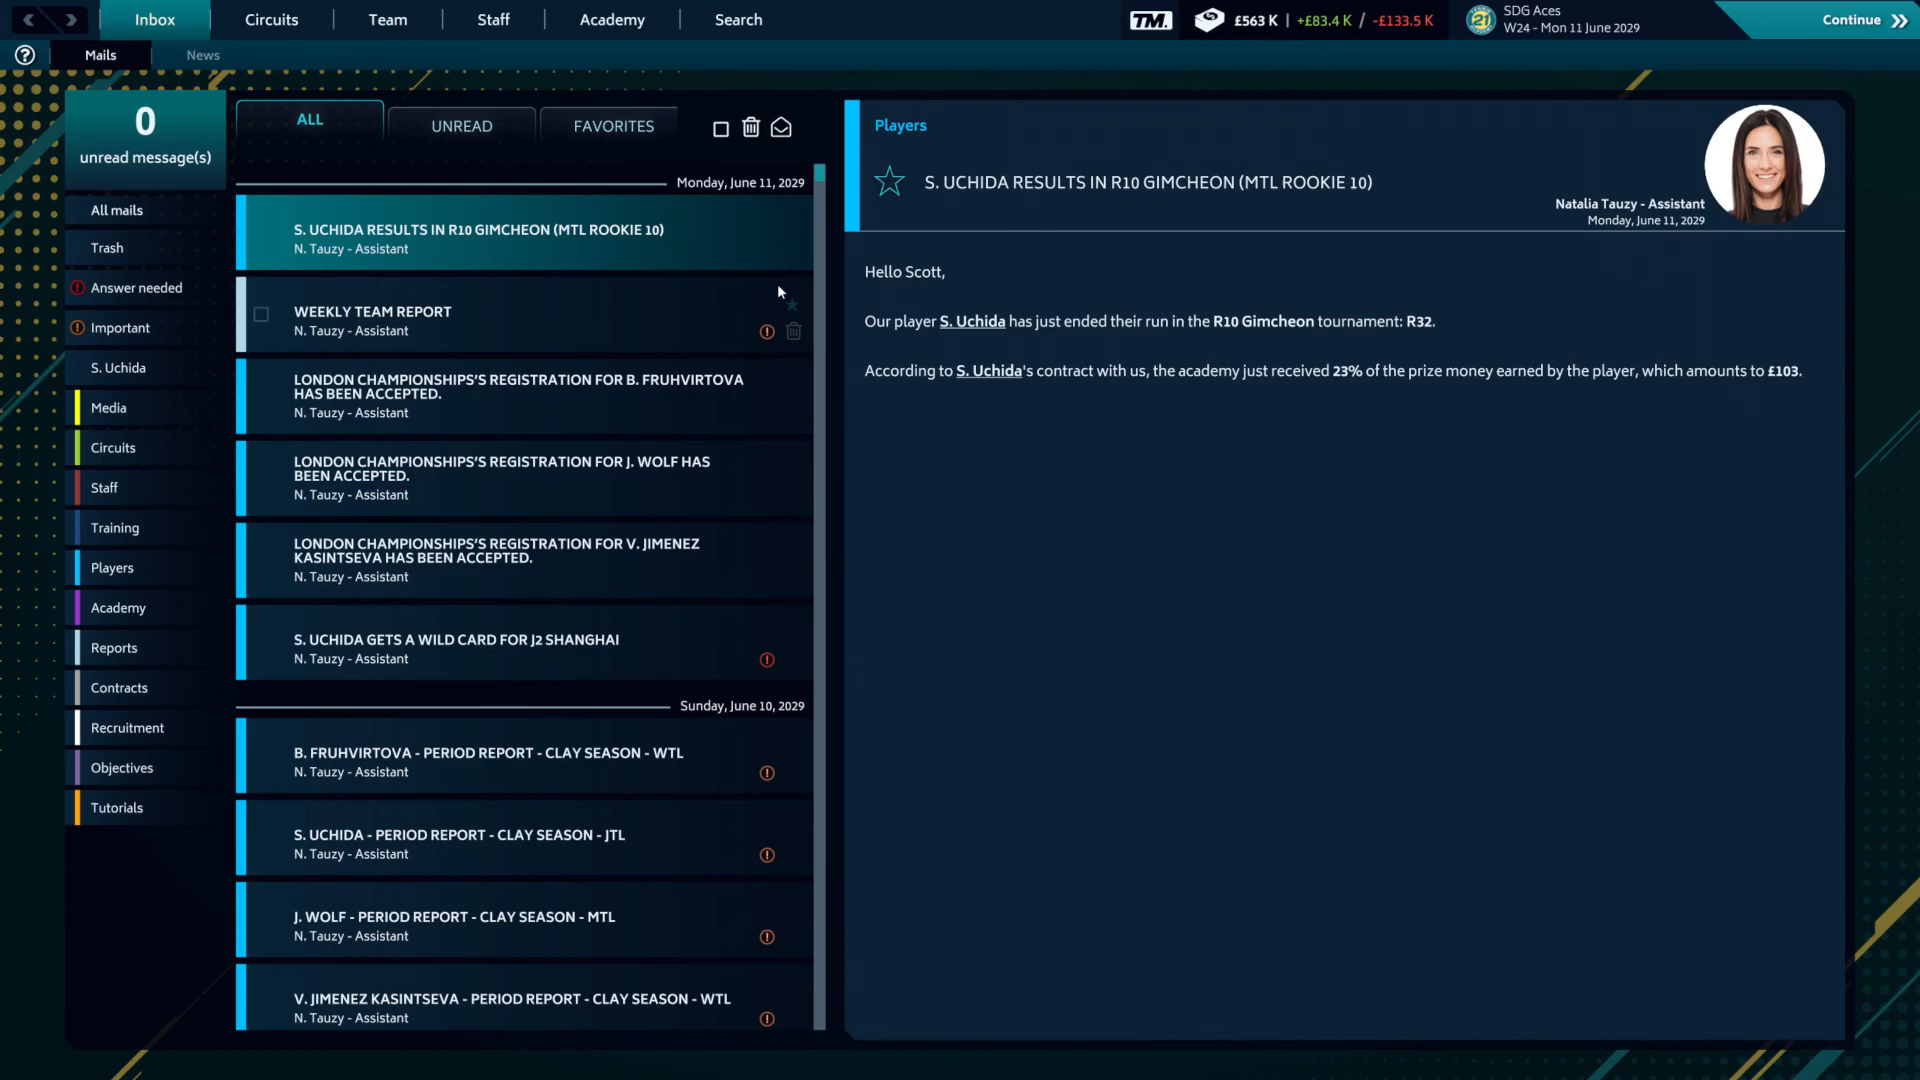 Inbox
Circuits
Team
Staff
Academy
Search
TM.
£563 K | +£83.4 K / -£133.5 K
21
SDG Aces
W24 - Mon 11 June 2029
Continue
Mails
News
0
unread message(s)
All mails
Trash
Answer needed
Important
S. Uchida
Media
Circuits
Staff
Training
Players
Academy
Reports
Contracts
Recruitment
Objectives
Tutorials
ALL
UNREAD
FAVORITES
Monday, June 11, 2029
S. UCHIDA RESULTS IN R10 GIMCHEON (MTL ROOKIE 10)
N. Tauzy - Assistant
WEEKLY TEAM REPORT
N. Tauzy - Assistant
LONDON CHAMPIONSHIPS'S REGISTRATION FOR B. FRUHVIRTOVA
HAS BEEN ACCEPTED.
N. Tauzy - Assistant
LONDON CHAMPIONSHIPS'S REGISTRATION FOR J. WOLF HAS
BEEN ACCEPTED.
N. Tauzy - Assistant
LONDON CHAMPIONSHIPS'S REGISTRATION FOR V. JIMENEZ
KASINTSEVA HAS BEEN ACCEPTED.
N. Tauzy - Assistant
S. UCHIDA GETS A WILD CARD FOR J2 SHANGHAI
N. Tauzy - Assistant
Sunday, June 10, 2029
B. FRUHVIRTOVA - PERIOD REPORT - CLAY SEASON - WTL
N. Tauzy - Assistant
S. UCHIDA - PERIOD REPORT - CLAY SEASON - JTL
N. Tauzy - Assistant
J. WOLF - PERIOD REPORT - CLAY SEASON - MTL
N. Tauzy - Assistant
V. JIMENEZ KASINTSEVA - PERIOD REPORT - CLAY SEASON - WTL
N. Tauzy - Assistant
Players
S. UCHIDA RESULTS IN R10 GIMCHEON (MTL ROOKIE 10)
Natalia Tauzy - Assistant
Monday, June 11, 2029
Hello Scott,
Our player S. Uchida has just ended their run in the R10 Gimcheon tournament: R32.
According to S. Uchida's contract with us, the academy just received 23% of the prize money earned by the player, which amounts to £103.